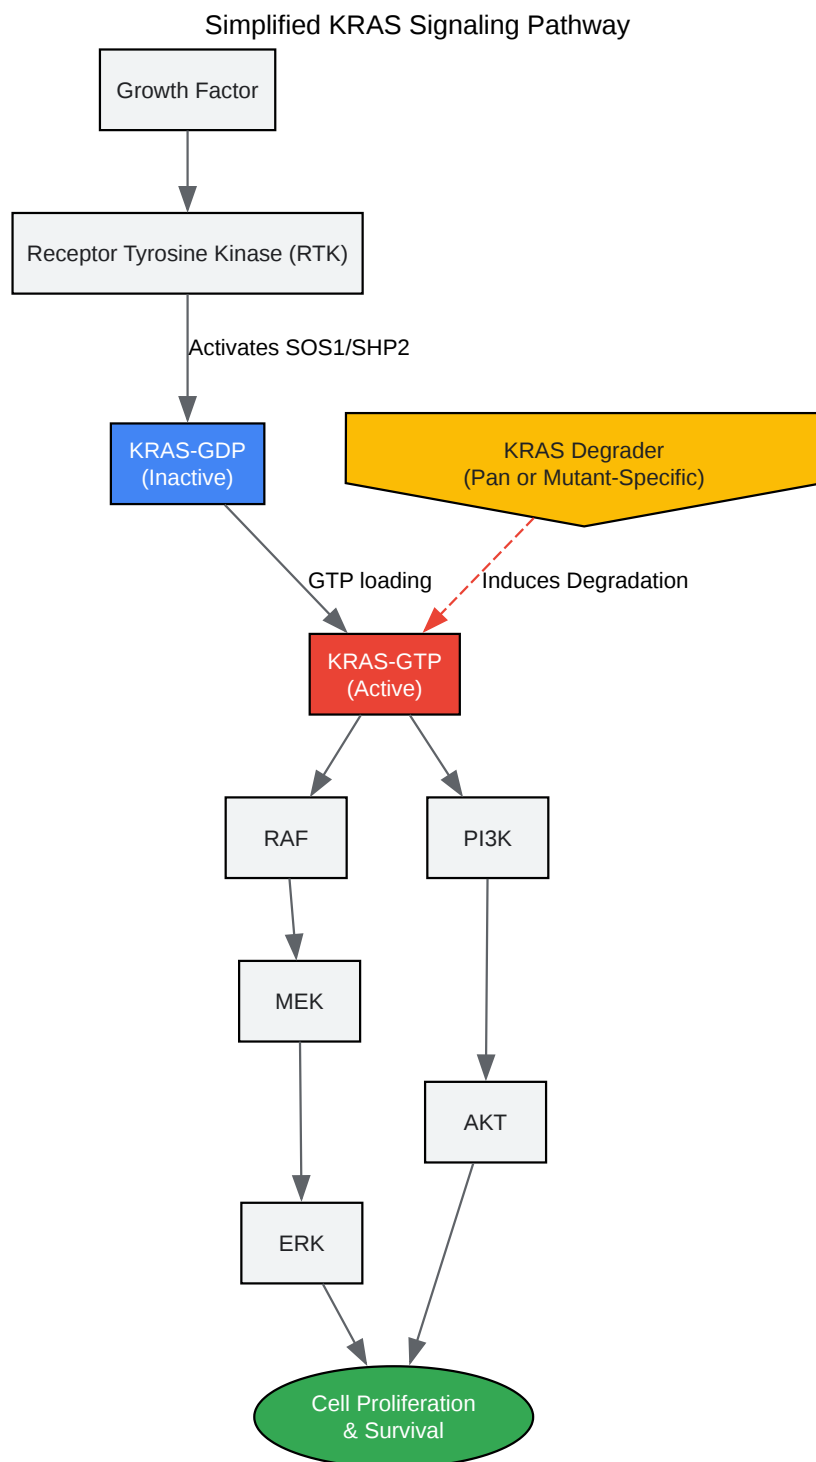 Simplified KRAS Signaling Pathway
Growth Factor
Receptor Tyrosine Kinase (RTK)
Activates SOS1/SHP2
KRAS-GDP
(Inactive)
KRAS Degrader
(Pan or Mutant-Specific)
GTP loading
Induces Degradation
KRAS-GTP
(Active)
RAF
PI3K
MEK
AKT
ERK
Cell Proliferation
& Survival